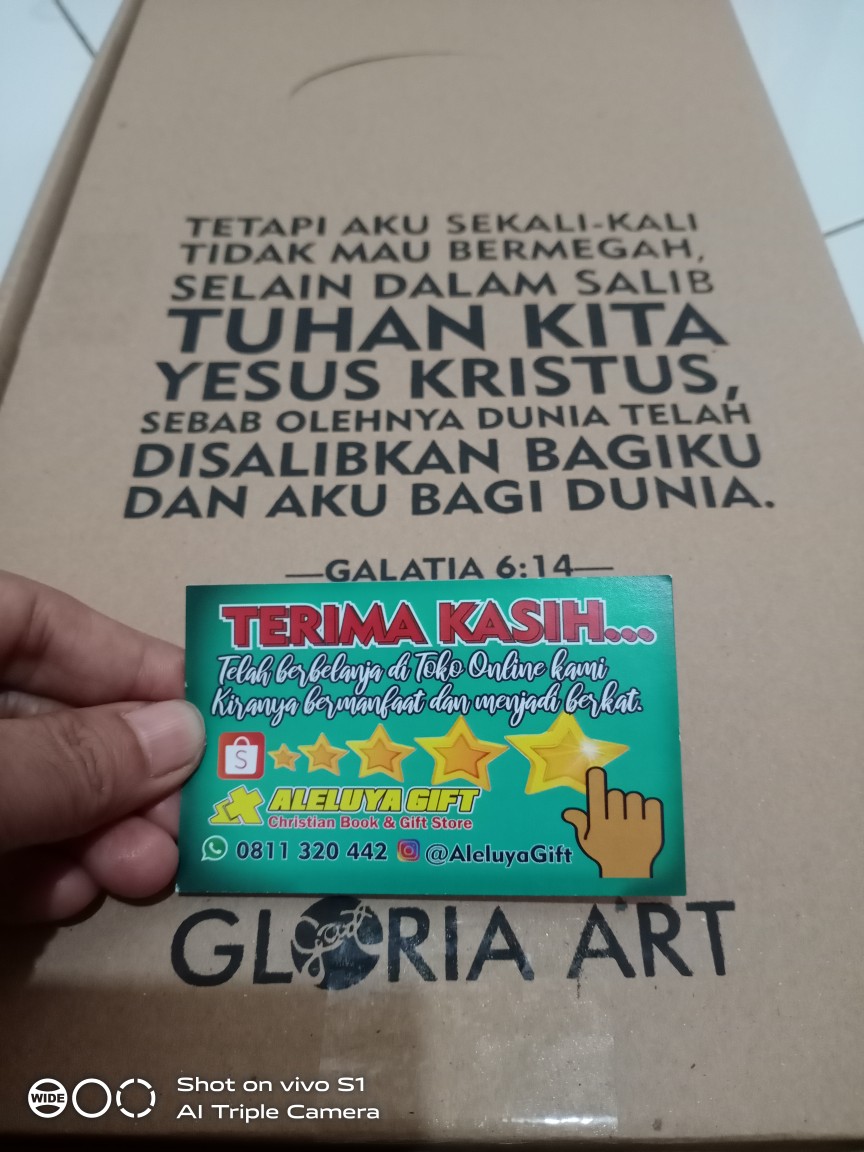 TETAPI AKU SEKALI-KALI
TIDAK MAU BERMEGAH,
SELAIN DALAM SALIB
TUHAN KITA
YESUS KRISTUS,
SEBAB OLEHNYA DUNIA TELAH
DISALIBKAN BAGIKU
DAN AKU BAGI DUNIA.
—GALATIA 6:14—
TERIMA KASIH...
Telah berbelanja di Toko Online kami
Kiranya bermanfaat dan menjadi berkat.
S
ALELUYA GIFT
Christian Book & Gift Store
0811 320 442 @AleluyaGift
GLORIA ART
gart
WIDE
Shot on vivo S1
AI Triple Camera